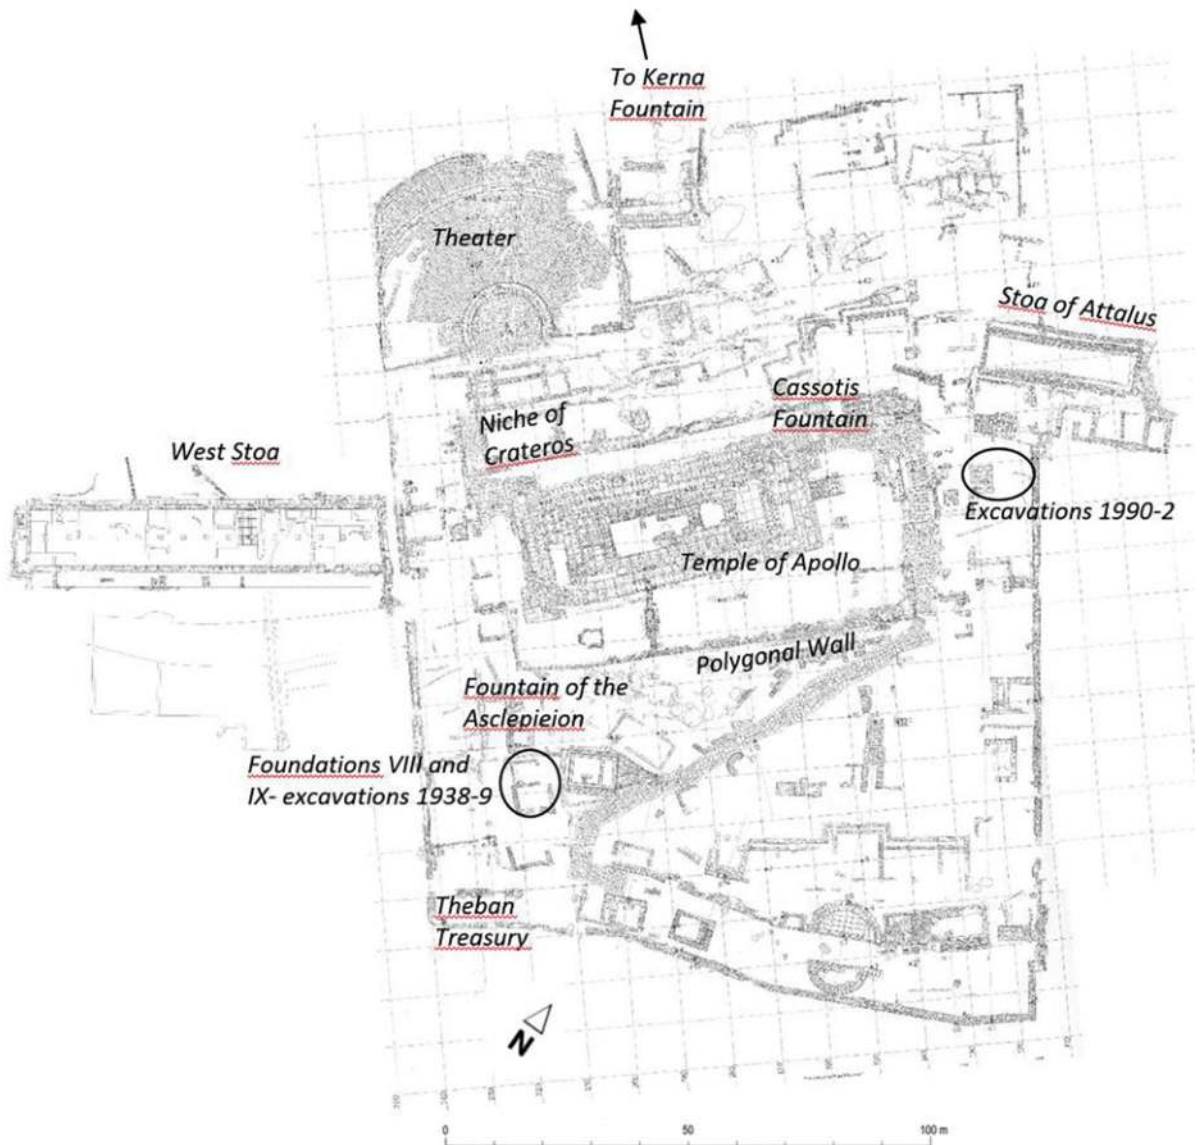 To Kerna
Fountain
Theater
Stoa of Attalus
Cassotis
Fountain
Niche of
Crateros
West Stoa
Excavations 1990-2
Temple of Apollo
Polygonal Wall
Fountain of the
Asclepieion
Foundations VIII and
IX- excavations 1938-9
Theban
Treasury
N
0 50 100 m